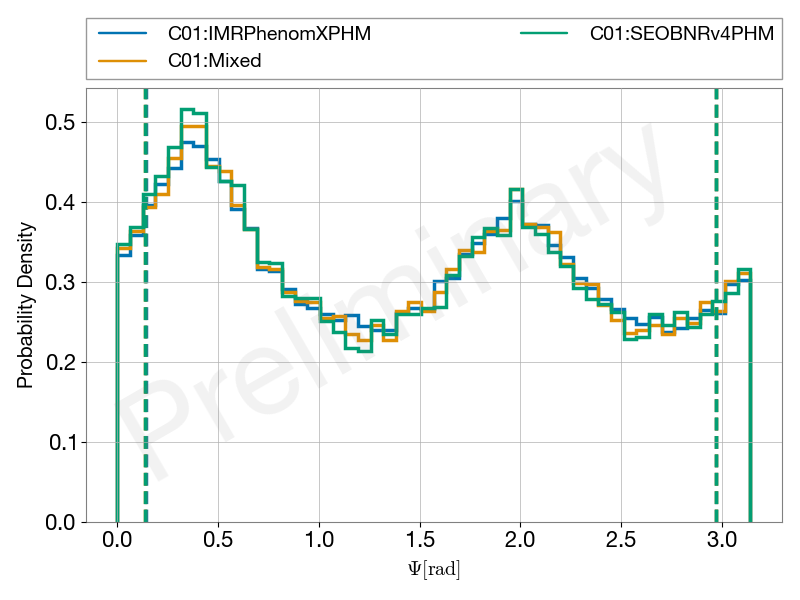 C01:IMRPhenomXPHM
C01:Mixed
C01:SEOBNRv4PHM
0.5
0.4
0.3
0.2
0.1
0.0
Probability Density
Preliminary
0.0 0.5 1.0 1.5 2.0 2.5 3.0
Ψ[rad]